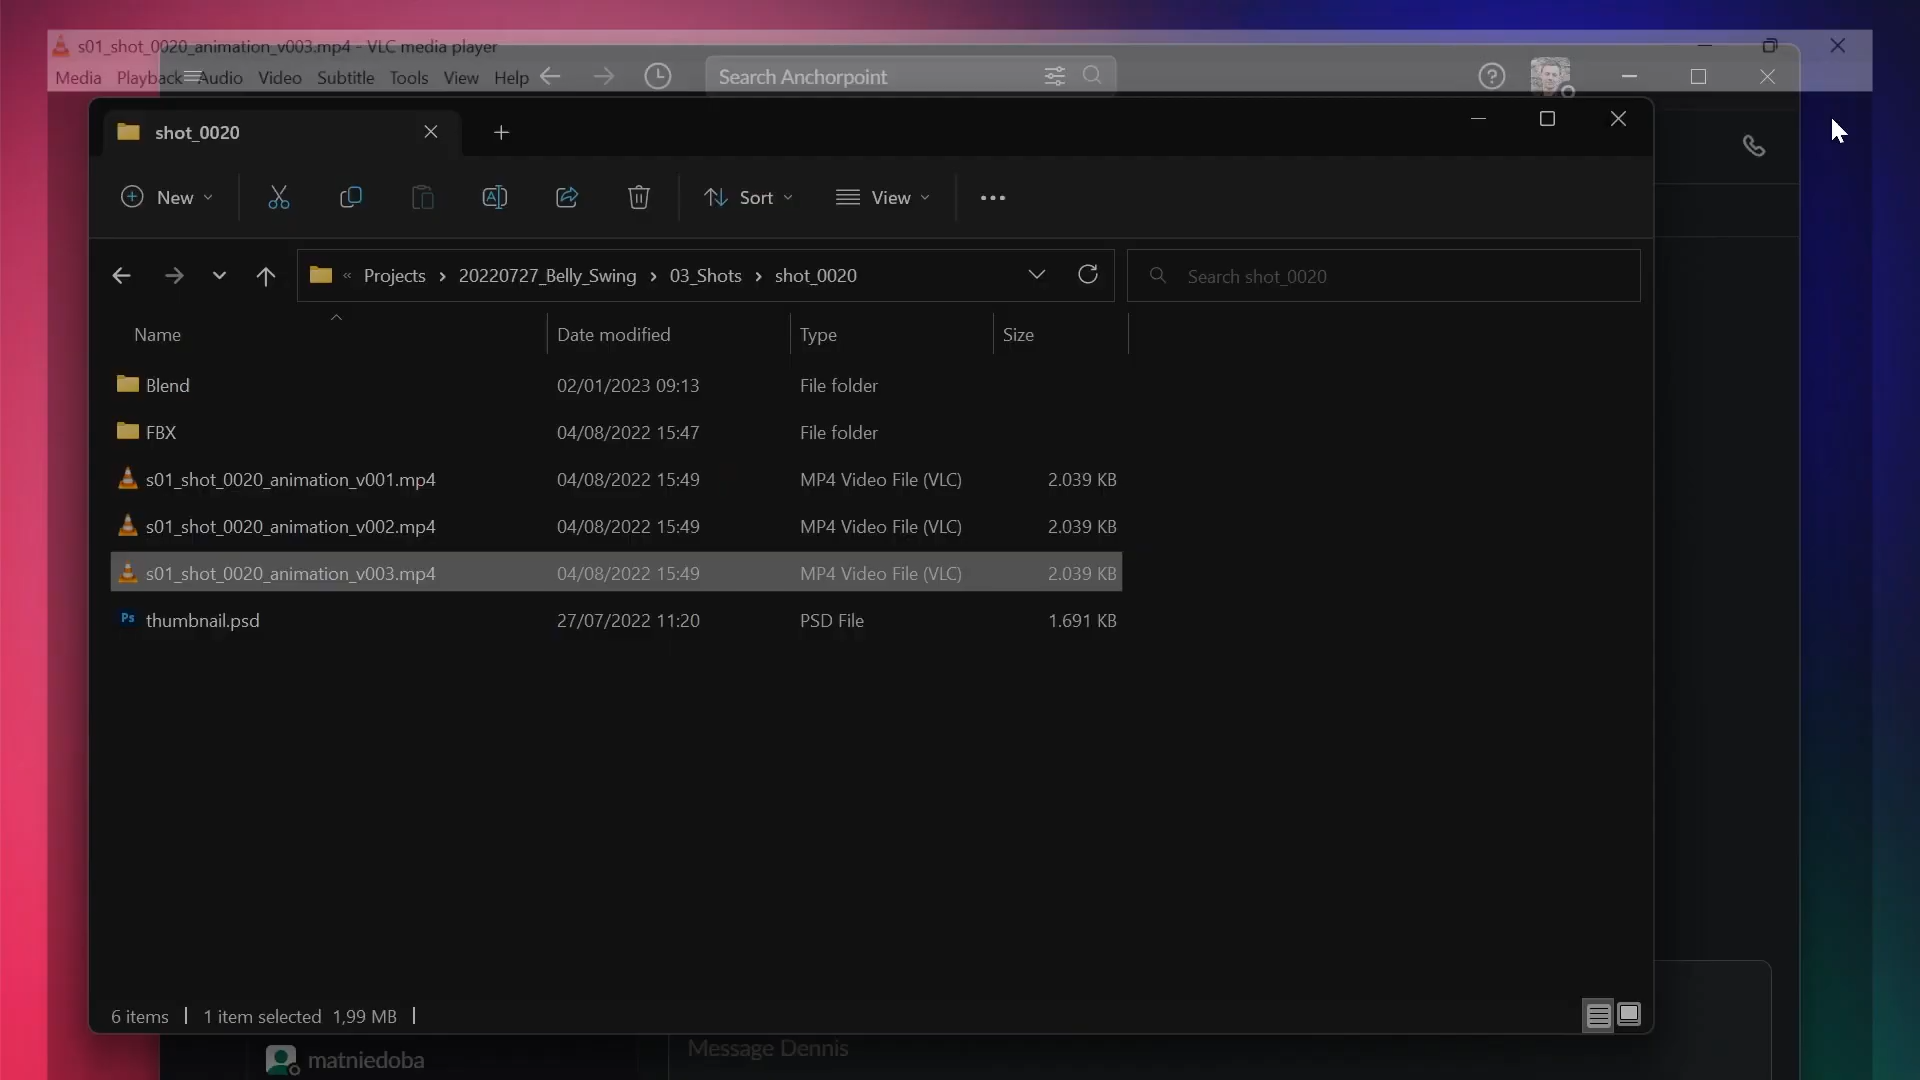 s01_shot_0020_animation_v003.mp4 - VLC media player
Media Playback Audio Video Subtitle Tools View Help
Search Anchorpoint
shot_0020
New
Sort
View
« Projects > 20220727_Belly_Swing > 03_Shots > shot_0020
Search shot_0020
Name Date modified Type Size
Blend 02/01/2023 09:13 File folder
FBX 04/08/2022 15:47 File folder
s01_shot_0020_animation_v001.mp4 04/08/2022 15:49 MP4 Video File (VLC) 2.039 KB
s01_shot_0020_animation_v002.mp4 04/08/2022 15:49 MP4 Video File (VLC) 2.039 KB
s01_shot_0020_animation_v003.mp4 04/08/2022 15:49 MP4 Video File (VLC) 2.039 KB
Ps thumbnail.psd 27/07/2022 11:20 PSD File 1.691 KB
6 items | 1 item selected 1,99 MB |
Message Dennis
matniedoba